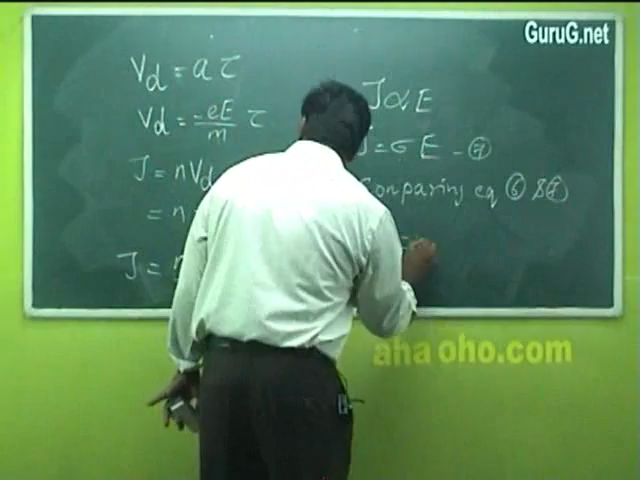 GuruG.net
Vd = aτ
Vd = -eE/m τ
J = nVd
= n
J =
J α E
= σ E - ⑦
Comparing eq ⑥ & ⑦
aha oho.com